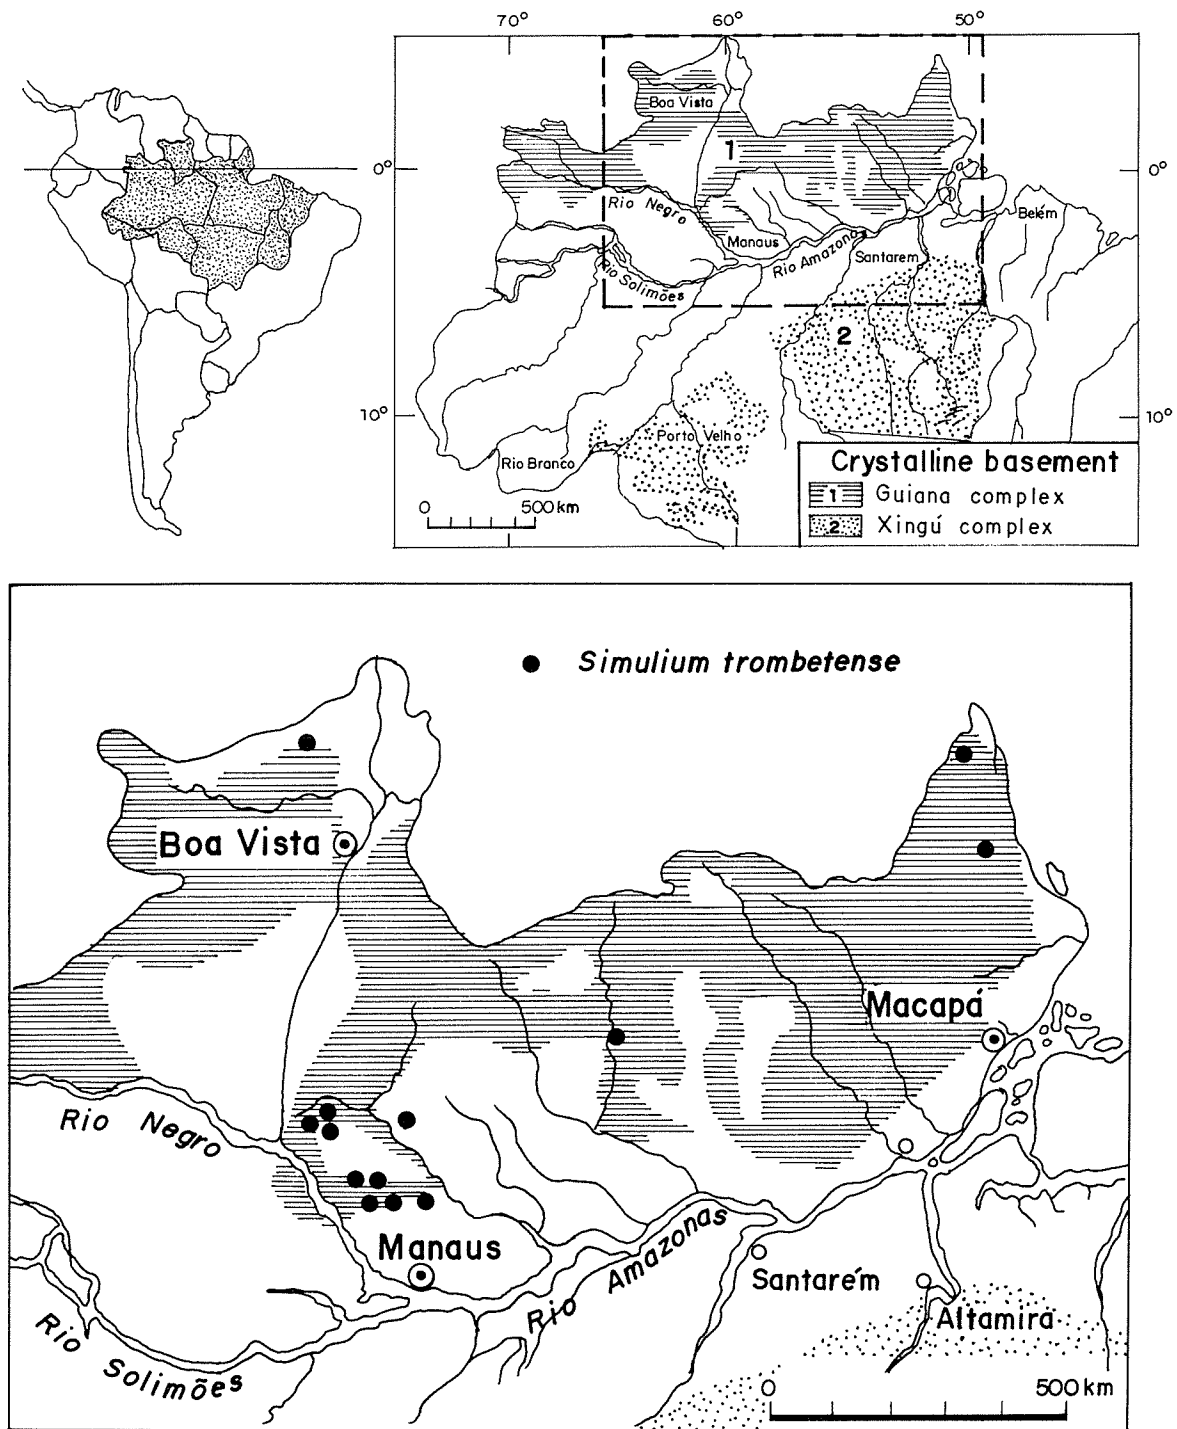 70°
60°
50°
Boa Vista
1
0°
0°
Rio Negro
Belém
Manaus
Rio Amazonas
Santarem
Rio Solimões
2
10°
10°
Porto Velho
Rio Branco
Crystalline basement
1 Guiana complex
2 Xingú complex
0 500 km
Simulium trombetense
Boa Vista
Macapá
Rio Negro
Manaus
Rio Amazonas
Santarém
Altamira
Rio Solimões
0 500 km